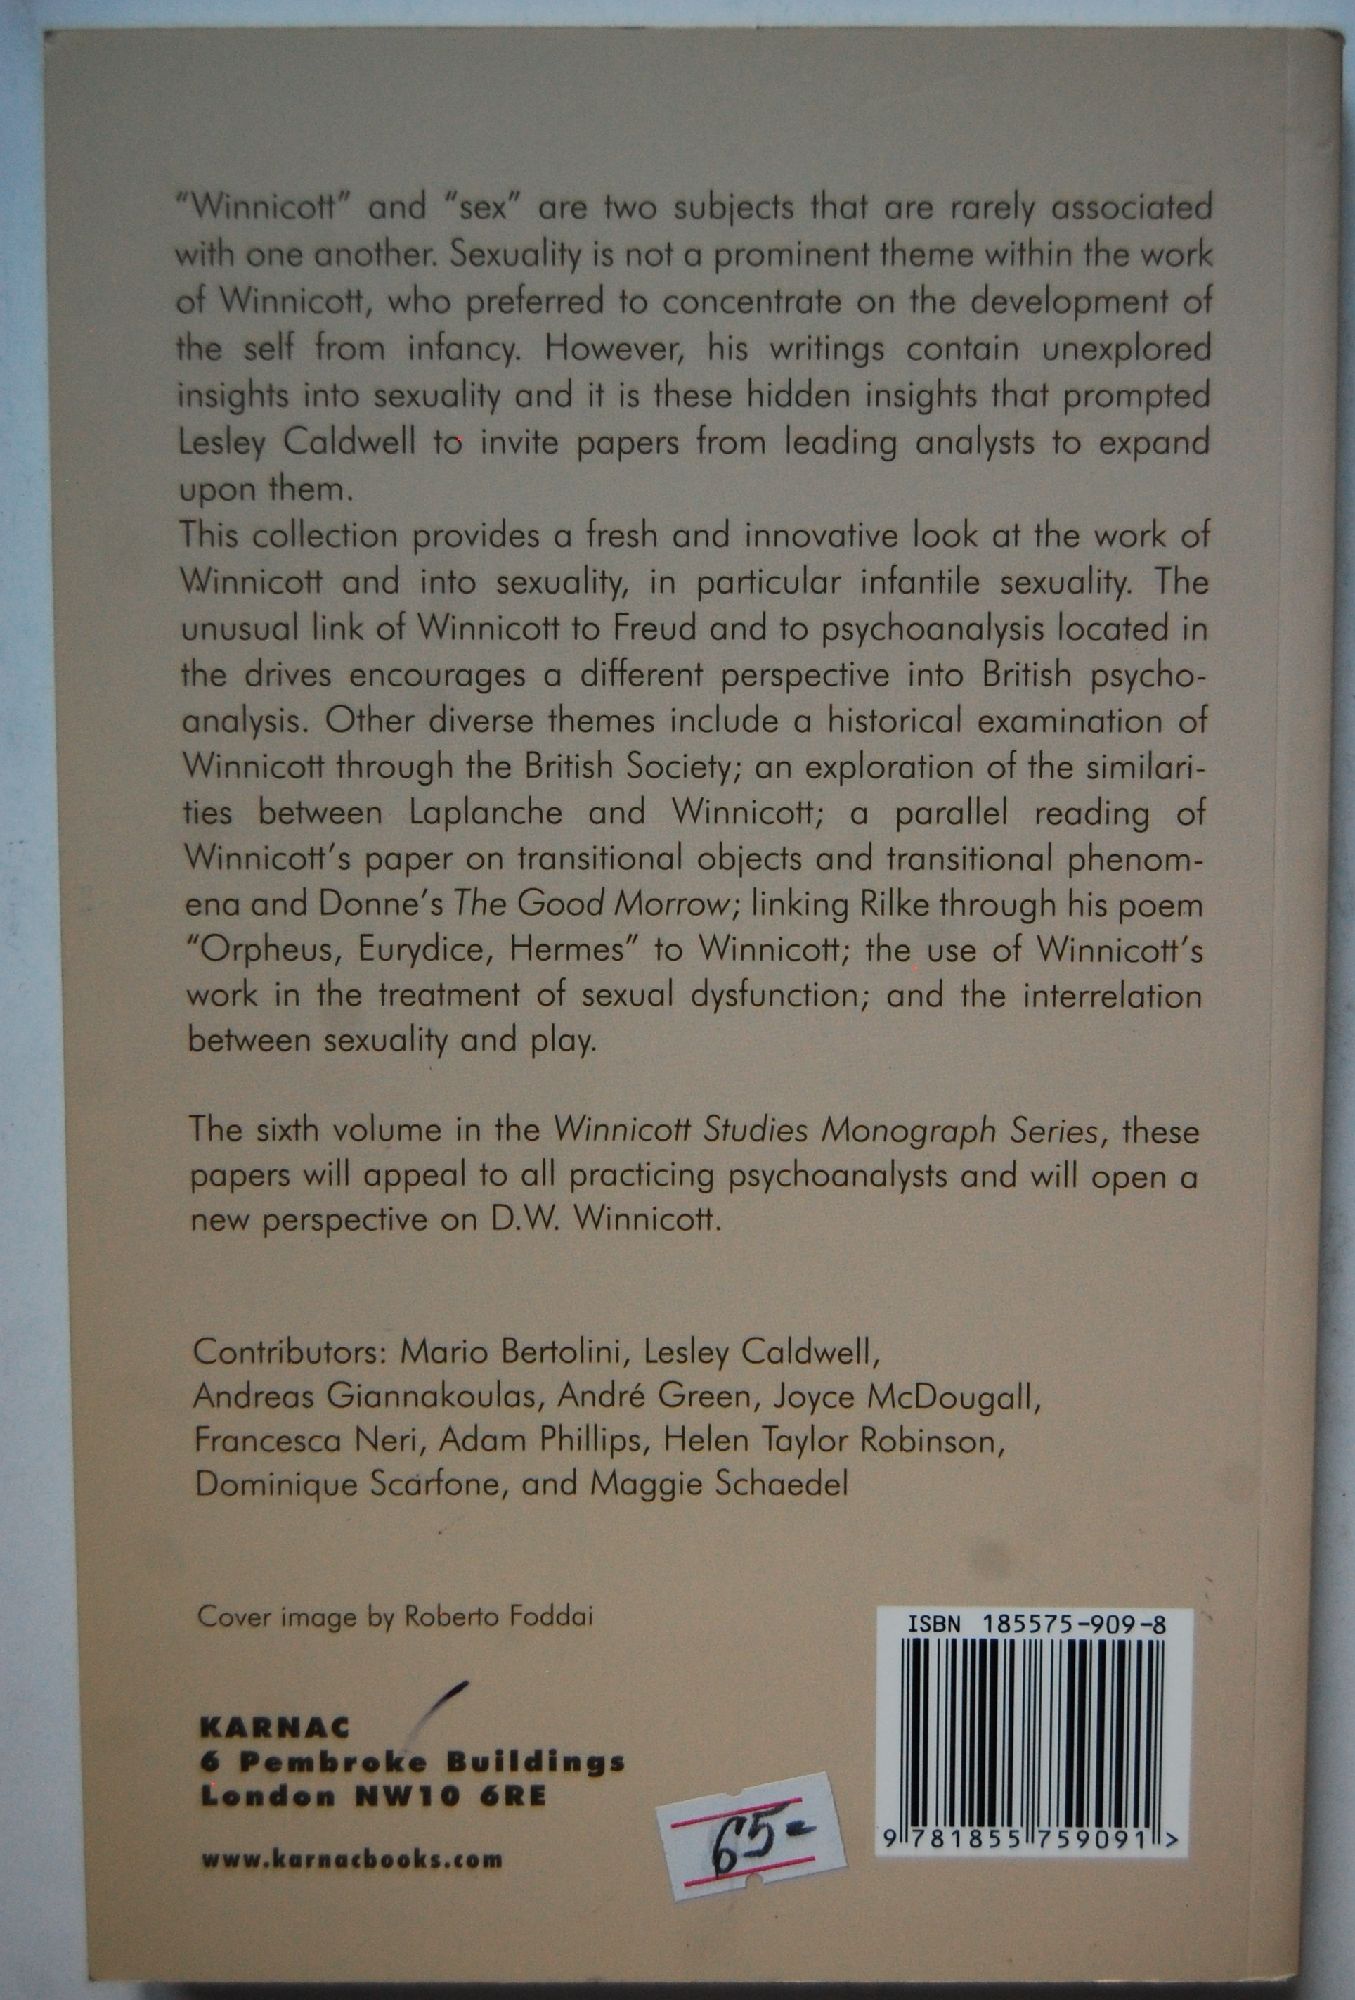 “Winnicott” and “sex” are two subjects that are rarely associated
with one another. Sexuality is not a prominent theme within the work
of Winnicott, who preferred to concentrate on the development of
the self from infancy. However, his writings contain unexplored
insights into sexuality and it is these hidden insights that prompted
Lesley Caldwell to invite papers from leading analysts to expand
upon them.
This collection provides a fresh and innovative look at the work of
Winnicott and into sexuality, in particular infantile sexuality. The
unusual link of Winnicott to Freud and to psychoanalysis located in
the drives encourages a different perspective into British psycho-
analysis. Other diverse themes include a historical examination of
Winnicott through the British Society; an exploration of the similari-
ties between Laplanche and Winnicott; a parallel reading of
Winnicott’s paper on transitional objects and transitional phenom-
ena and Donne’s The Good Morrow; linking Rilke through his poem
“Orpheus, Eurydice, Hermes” to Winnicott; the use of Winnicott’s
work in the treatment of sexual dysfunction; and the interrelation
between sexuality and play.
The sixth volume in the Winnicott Studies Monograph Series, these
papers will appeal to all practicing psychoanalysts and will open a
new perspective on D.W. Winnicott.
Contributors: Mario Bertolini, Lesley Caldwell,
Andreas Giannakoulas, André Green, Joyce McDougall,
Francesca Neri, Adam Phillips, Helen Taylor Robinson,
Dominique Scarfone, and Maggie Schaedel
Cover image by Roberto Foddai
KARNAC
6 Pembroke Buildings
London NW10 6RE
www.karnacbooks.com
65-
ISBN 185575-909-8
9 781855 759091 >